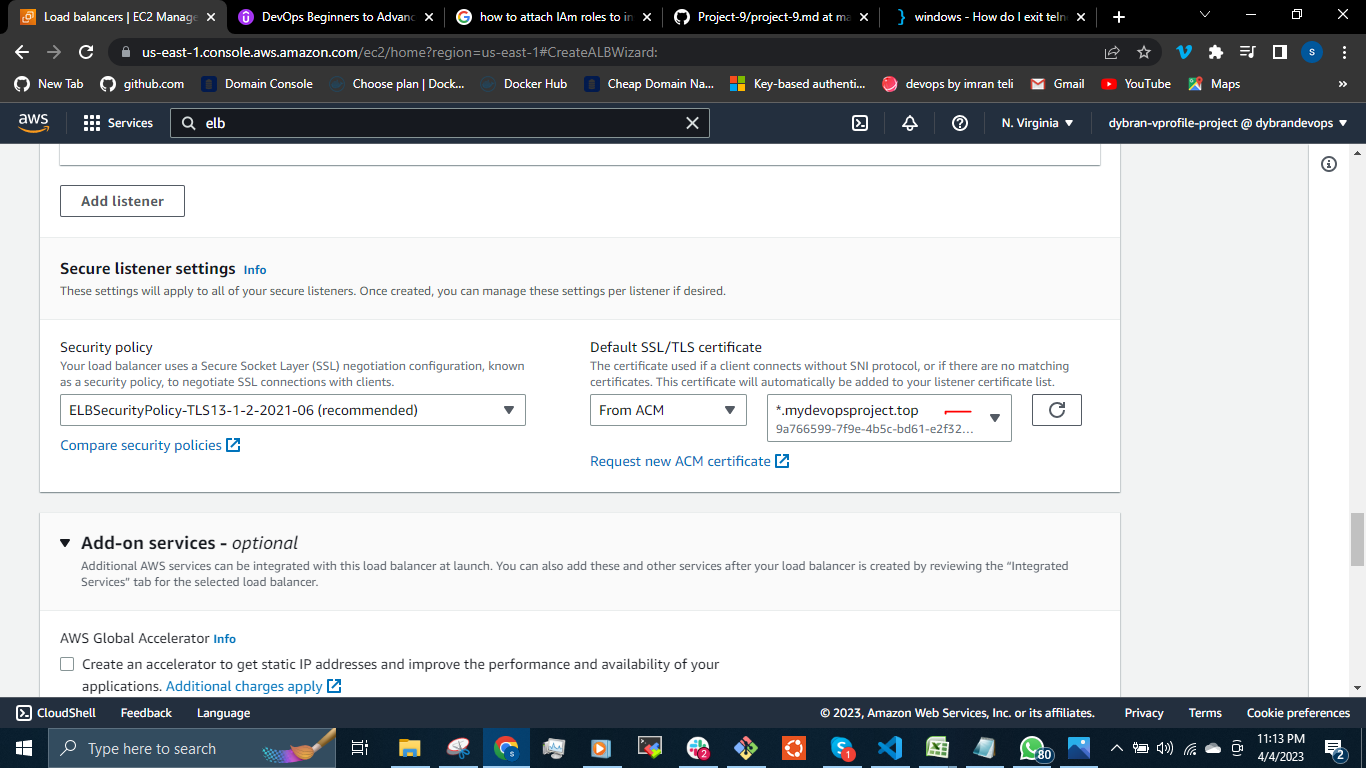 Load balancers | EC2 Manage
DevOps Beginners to Advanc
how to attach IAm roles to in
Project-9/project-9.md at ma
windows - How do I exit teln
us-east-1.console.aws.amazon.com/ec2/home?region=us-east-1#CreateALBWizard:
S
New Tab
github.com
Domain Console
Choose plan | Dock...
Docker Hub
Cheap Domain Na...
Key-based authenti...
devops by imran teli
Gmail
YouTube
Maps
»
aws
Services
elb
N. Virginia
dybran-vprofile-project @ dybrandevops
Add listener
Secure listener settings Info
These settings will apply to all of your secure listeners. Once created, you can manage these settings per listener if desired.
Security policy
Your load balancer uses a Secure Socket Layer (SSL) negotiation configuration, known
as a security policy, to negotiate SSL connections with clients.
ELBSecurityPolicy-TLS13-1-2-2021-06 (recommended)
Compare security policies
Default SSL/TLS certificate
The certificate used if a client connects without SNI protocol, or if there are no matching
certificates. This certificate will automatically be added to your listener certificate list.
From ACM
*.mydevopsproject.top
9a766599-7f9e-4b5c-bd61-e2f32...
Request new ACM certificate
Add-on services - optional
Additional AWS services can be integrated with this load balancer at launch. You can also add these and other services after your load balancer is created by reviewing the “Integrated
Services” tab for the selected load balancer.
AWS Global Accelerator Info
Create an accelerator to get static IP addresses and improve the performance and availability of your
applications. Additional charges apply
CloudShell
Feedback
Language
© 2023, Amazon Web Services, Inc. or its affiliates.
Privacy
Terms
Cookie preferences
Type here to search
2
1
80
11:13 PM
4/4/2023
2